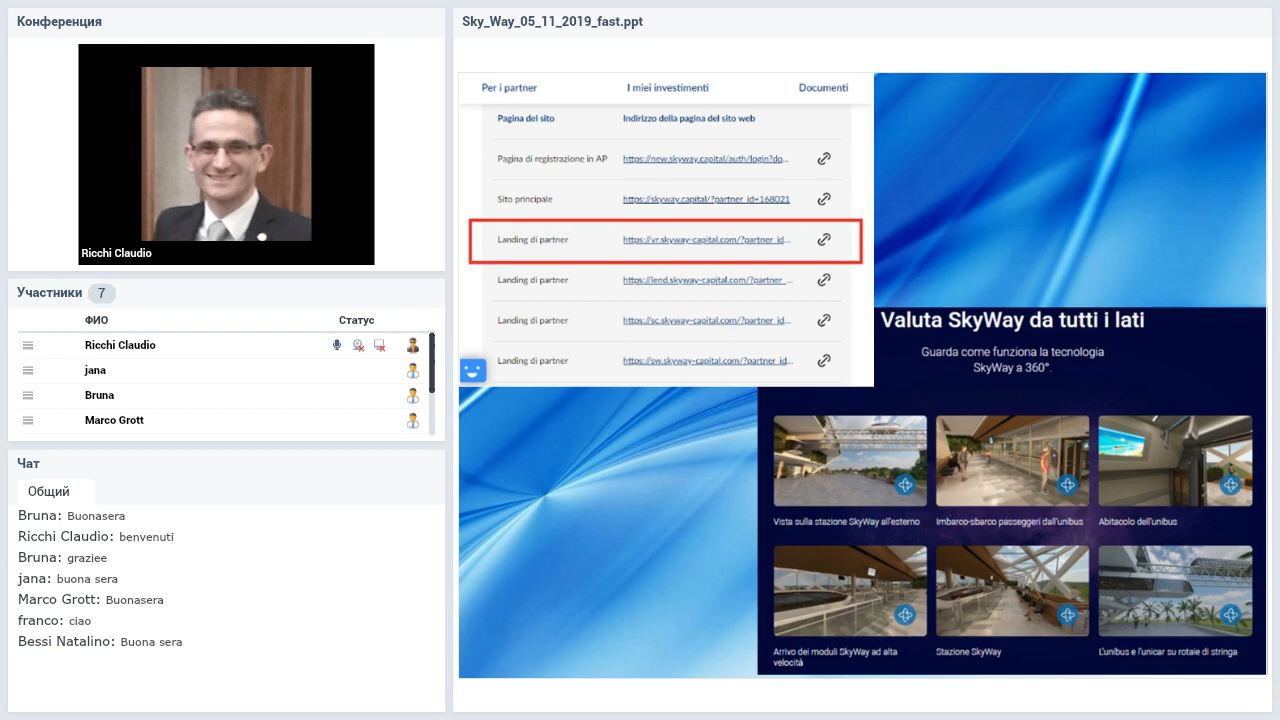 Конференция
Ricchi Claudio
Участники 7
ФИО Статус
Ricchi Claudio
jana
Bruna
Marco Grott
Чат
Общий
Bruna: Buonasera
Ricchi Claudio: benvenuti
Bruna: graziee
jana: buona sera
Marco Grott: Buonasera
franco: ciao
Bessi Natalino: Buona sera
Sky_Way_05_11_2019_fast.ppt
Per i partner I miei investimenti Documenti
Pagina del sito Indirizzo della pagina del sito web
Pagina di registrazione in AP https://new.skyway.capital/auth/login?do...
Sito principale https://skyway.capital/?partner_id=168021
Landing di partner https://vr.skyway-capital.com/?partner_id...
Landing di partner https://lend.skyway-capital.com/?partner_...
Landing di partner https://sc.skyway-capital.com/?partner_id...
Landing di partner https://sw.skyway-capital.com/?partner_id...
Valuta SkyWay da tutti i lati
Guarda come funziona la tecnologia
SkyWay a 360°.
Vista sulla stazione SkyWay all'esterno
Imbarco-sbarco passeggeri dall'unibus
Abitacolo dell'unibus
Arrivo dei moduli SkyWay ad alta
velocità
Stazione SkyWay
L'unibus e l'unicar su rotaie di stringa